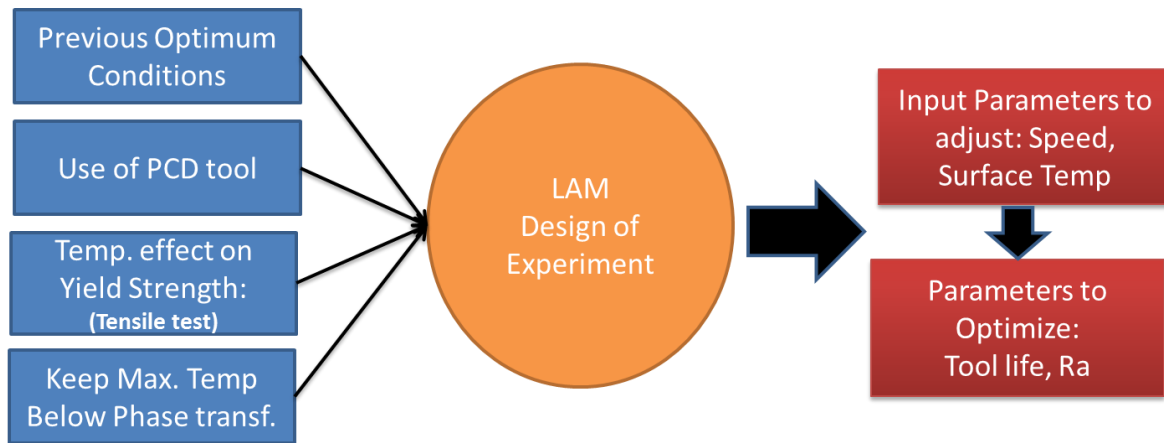 Previous Optimum
Conditions
Use of PCD tool
Temp. effect on
Yield Strength:
(Tensile test)
Keep Max. Temp
Below Phase transf.
LAM
Design of
Experiment
Input Parameters to
adjust: Speed,
Surface Temp
Parameters to
Optimize:
Tool life, Ra